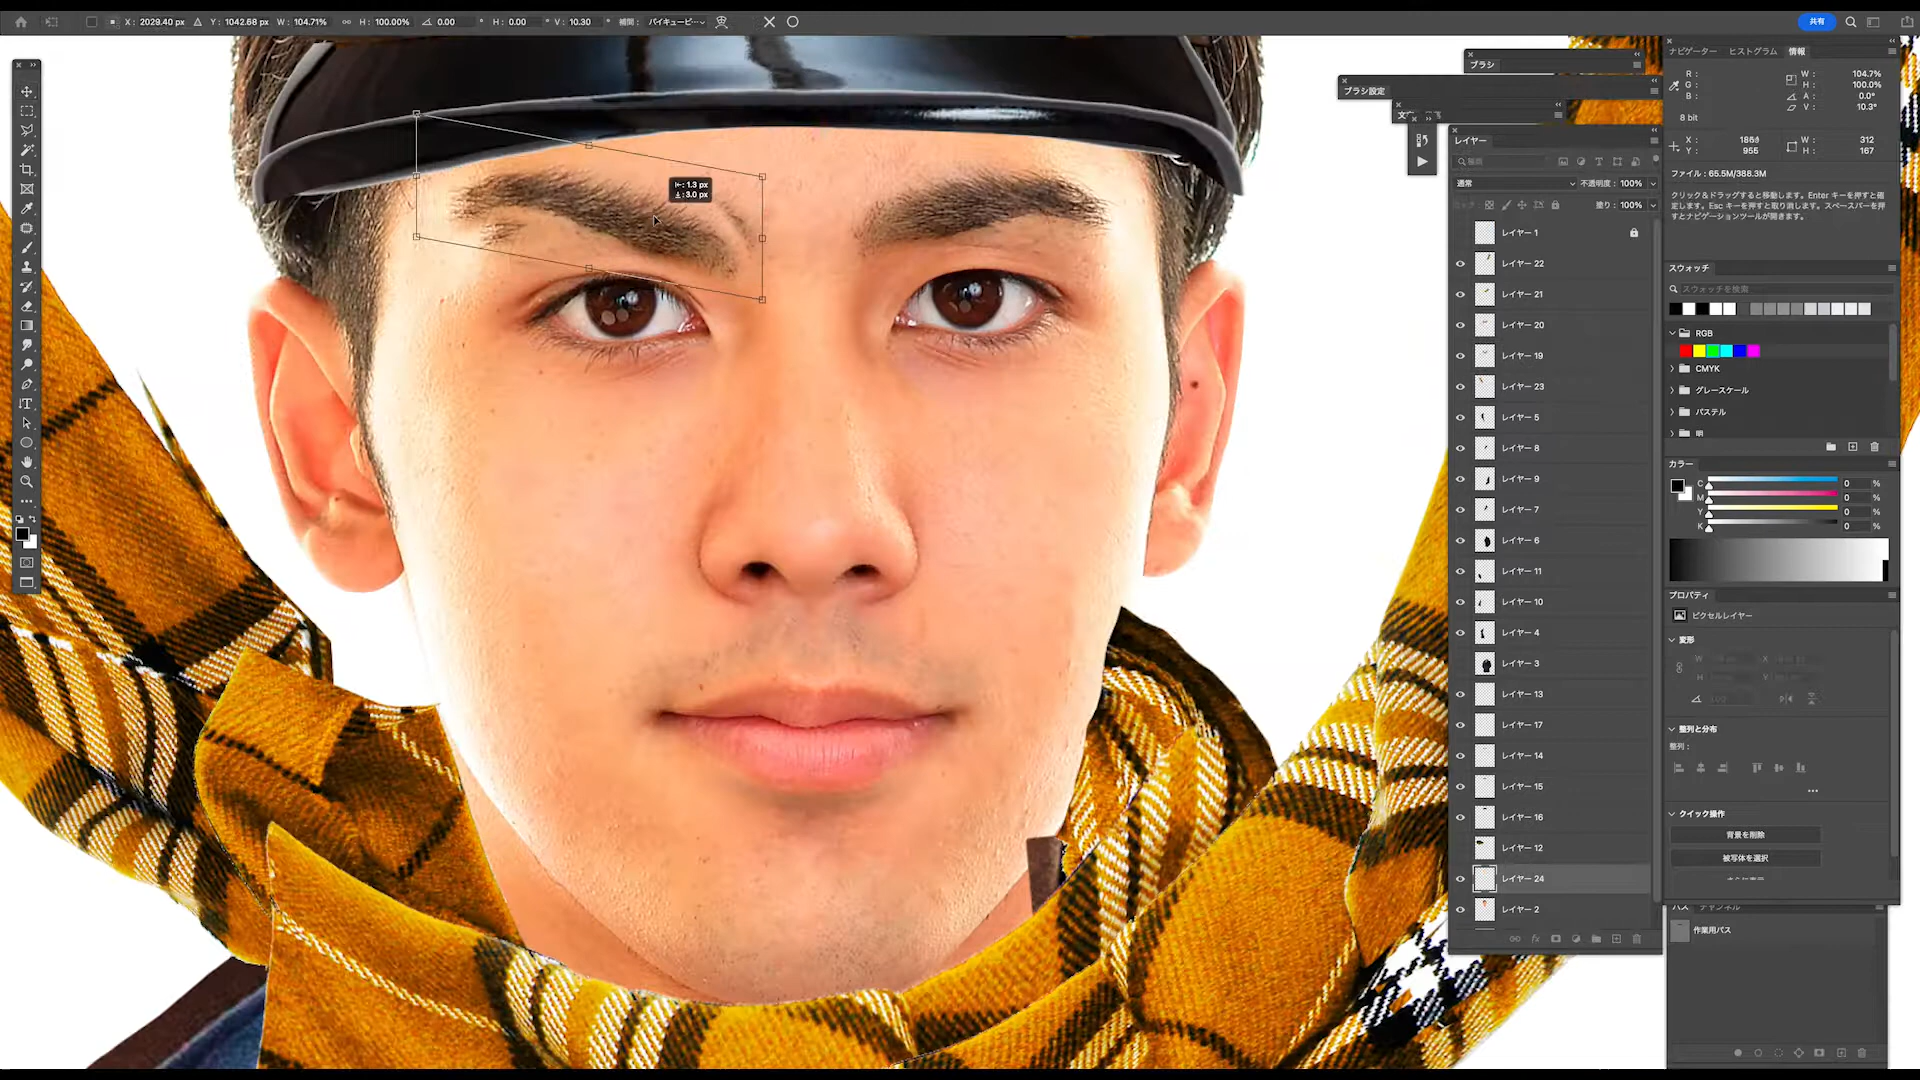 X: 2029.40 px Y: 1042.68 px W: 104.71% H: 100.00% 0.00 ° H: 0.00 ° V: 10.30 ° 補間: バイキュービ… 共有
ナビゲーター ヒストグラム 情報
ブラシ
ブラシ設定
レイヤー
R:
G:
B:
W: 104.7%
H: 100.0%
A: 0.0°
V: 10.3°
8 bit
X:
Y: 955
W: 312
H: 167
ファイル : 65.5M/388.3M
クリック＆ドラッグすると移動します。Enter キーを押すと確
定します。Esc キーを押すと取り消します。スペースバーを押
すとナビゲーションツールが開きます。
←: 1.3 px
±: 3.0 px
通常 不透明度: 100%
塗り: 100%
レイヤー 1
レイヤー 22
レイヤー 21
レイヤー 20
レイヤー 19
レイヤー 23
レイヤー 5
レイヤー 8
レイヤー 9
レイヤー 7
レイヤー 6
レイヤー 11
レイヤー 10
レイヤー 4
レイヤー 3
レイヤー 13
レイヤー 17
レイヤー 14
レイヤー 15
レイヤー 16
レイヤー 12
レイヤー 24
レイヤー 2
スウォッチ
スウォッチを検索
RGB
CMYK
グレースケール
パステル
明
カラー
C 0 %
M 0 %
Y 0 %
K 0 %
プロパティ
ピクセルレイヤー
変形
W X
H Y
整列と分布
整列 :
クイック操作
背景を削除
被写体を選択
パス チャンネル
作業用パス